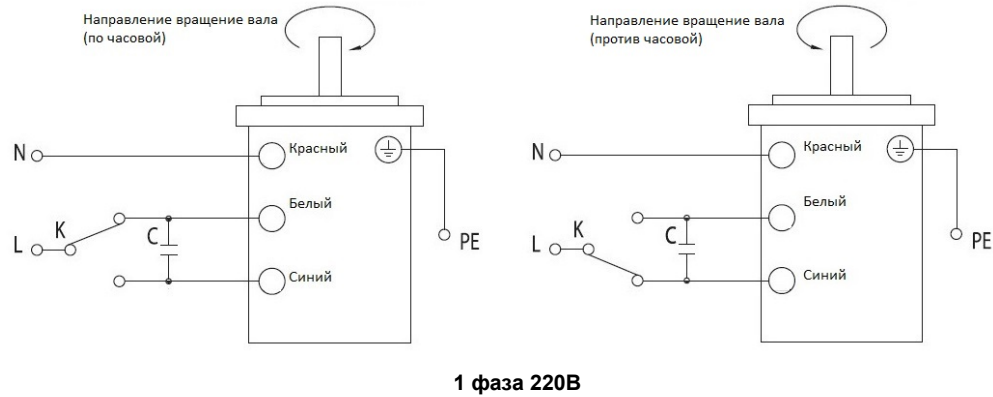 Направление вращение вала
(по часовой)
Красный
N
Белый
K
C
L
PE
Синий
Направление вращение вала
(против часовой)
Красный
N
Белый
K
C
L
PE
Синий
1 фаза 220В